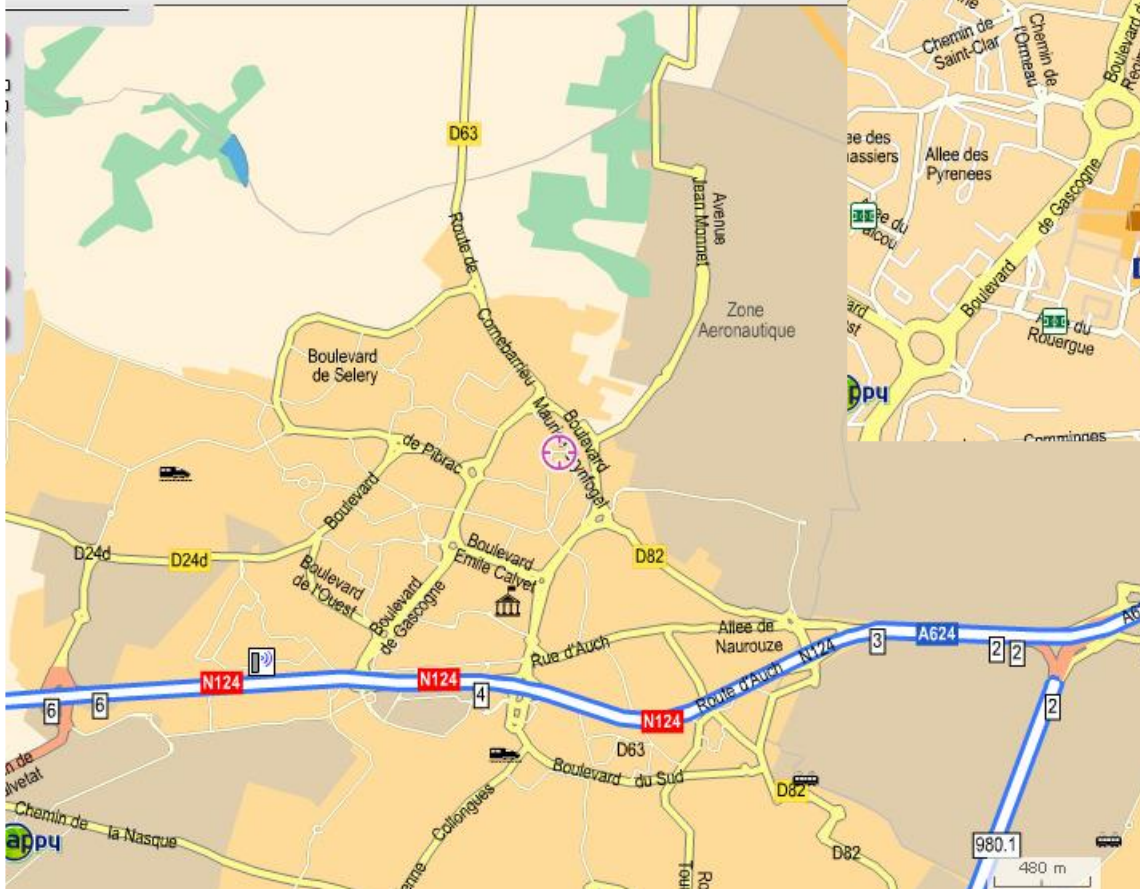 D63
Route de
Cornebarrieu
Avenue
Jean Monnet
Zone
Aeronautique
Boulevard
de Selery
Boulevard
de Pibrac
Boulevard
D24d
D24d
Boulevard
de l'Ouest
Boulevard
Emile Calvet
Boulevard
de Gascogne
D82
Rue d'Auch
Allee de
Naurouze
Route d'Auch
N124
A624
N124
N124
N124
3
2
2
2
4
6
6
D63
Boulevard du Sud
D82
D82
Collongues
Chemin de la Nasque
980.1
480 m
Chemin de
Saint-Clar
Chemin de
l'Ormeau
Boulevard
Allee des
Pyrenees
Boulevard
de Gascogne
du
Rouergue
Comminges